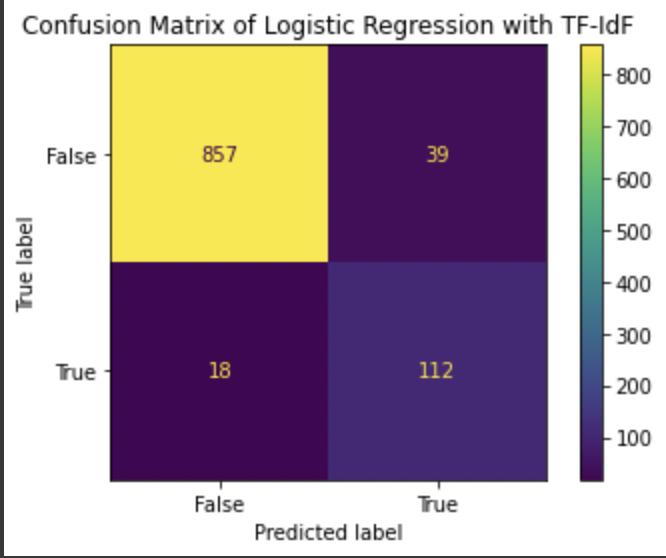 Confusion Matrix of Logistic Regression with TF-IdF
True label
False
857
39
True
18
112
False
True
Predicted label
800
700
600
500
400
300
200
100